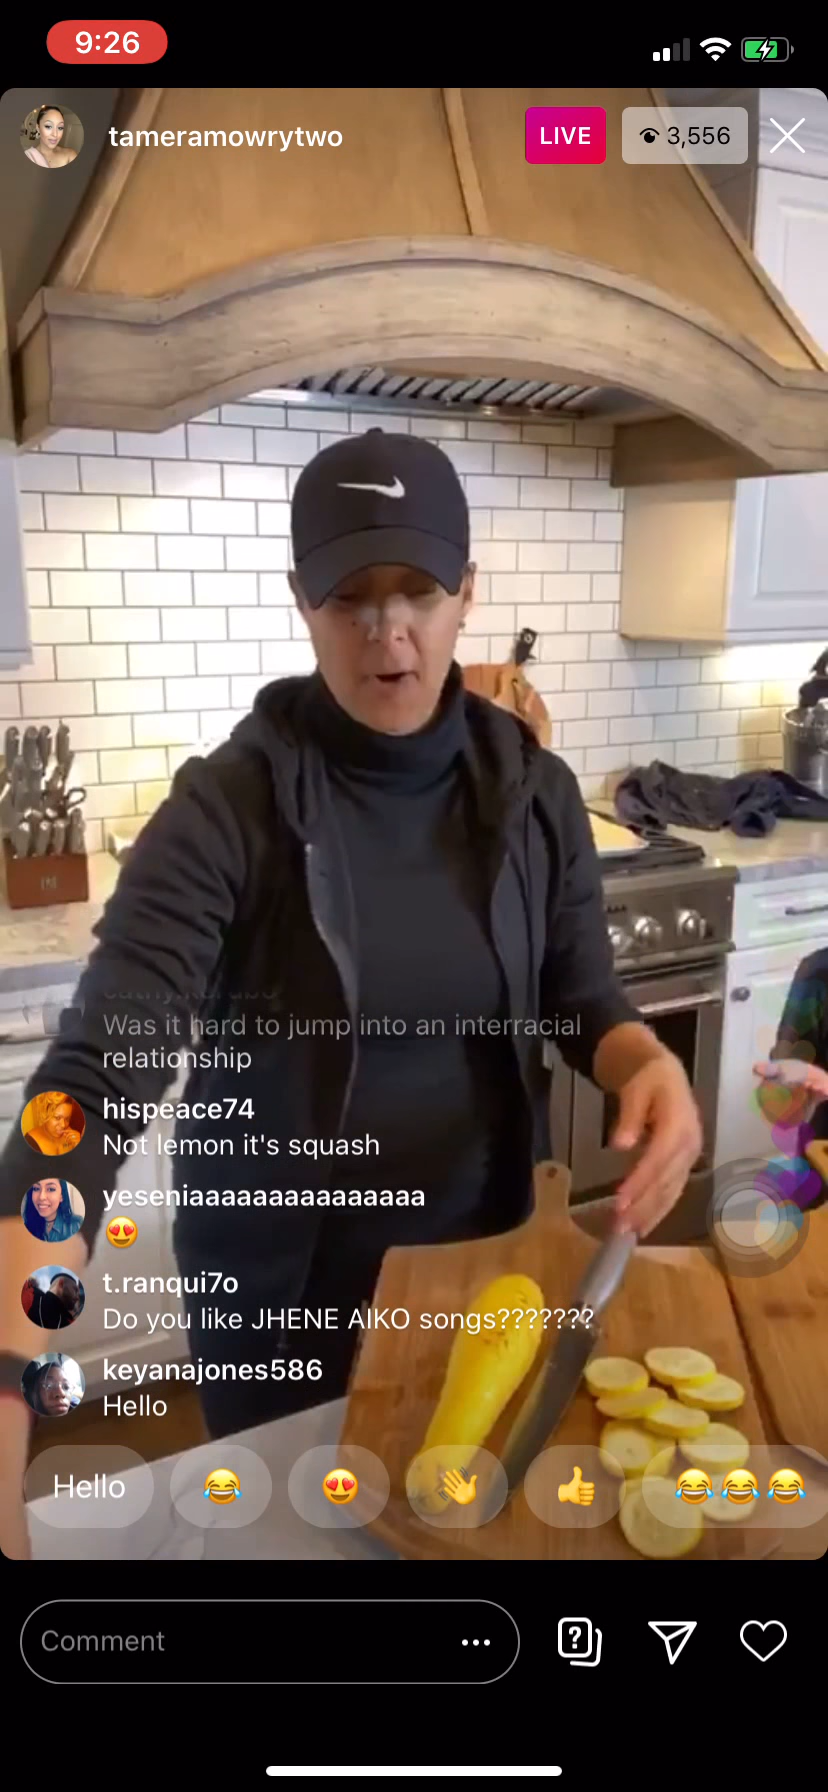 9:26
tameramowrytwo
LIVE
3,556
Was it hard to jump into an interracial
relationship
hispeace74
Not lemon it's squash
yeseniaaaaaaaaaaaaaaa
😍
t.ranqui7o
Do you like JHENE AIKO songs???????
keyanajones586
Hello
Hello 😂 😍 👋 👍 😂😂😂
Comment